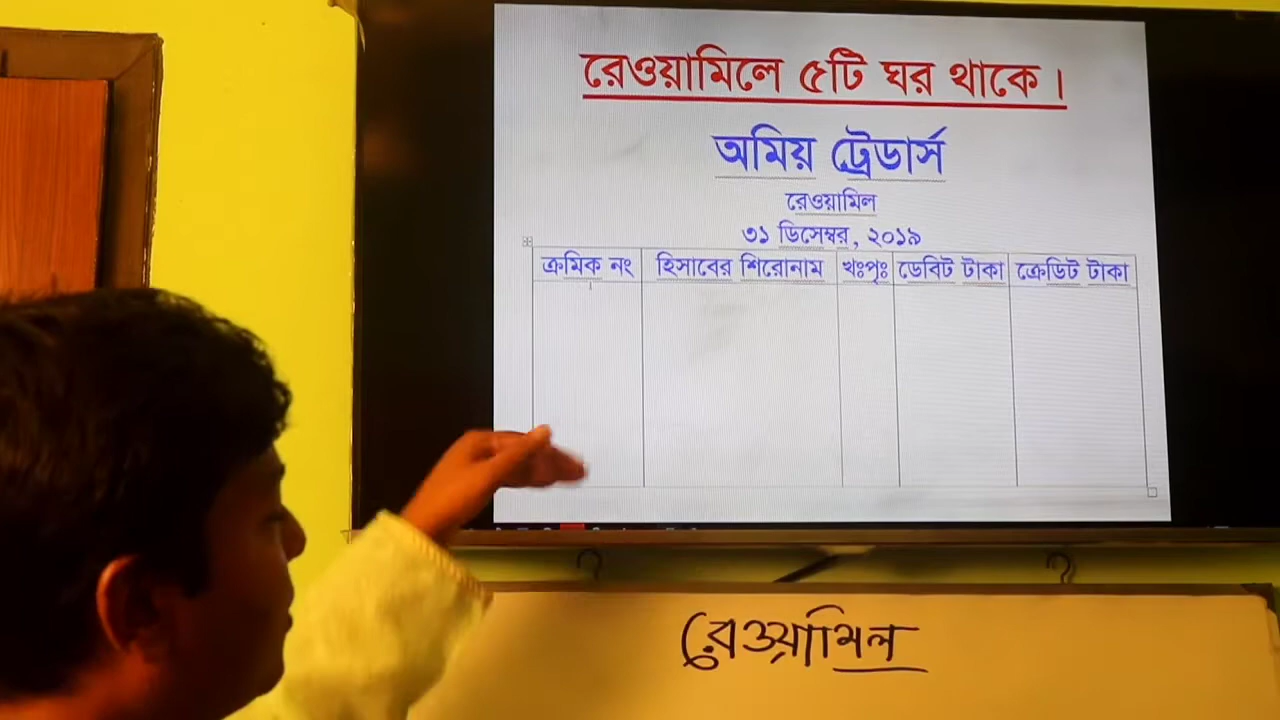 রেওয়ামিলে ৫টি ঘর থাকে।
অমিয় ট্রেডার্স
রেওয়ামিল
৩১ ডিসেম্বর, ২০১৯
ক্রমিক নং হিসাবের শিরোনাম খঃপৃঃ ডেবিট টাকা ক্রেডিট টাকা
রেওয়ামিল